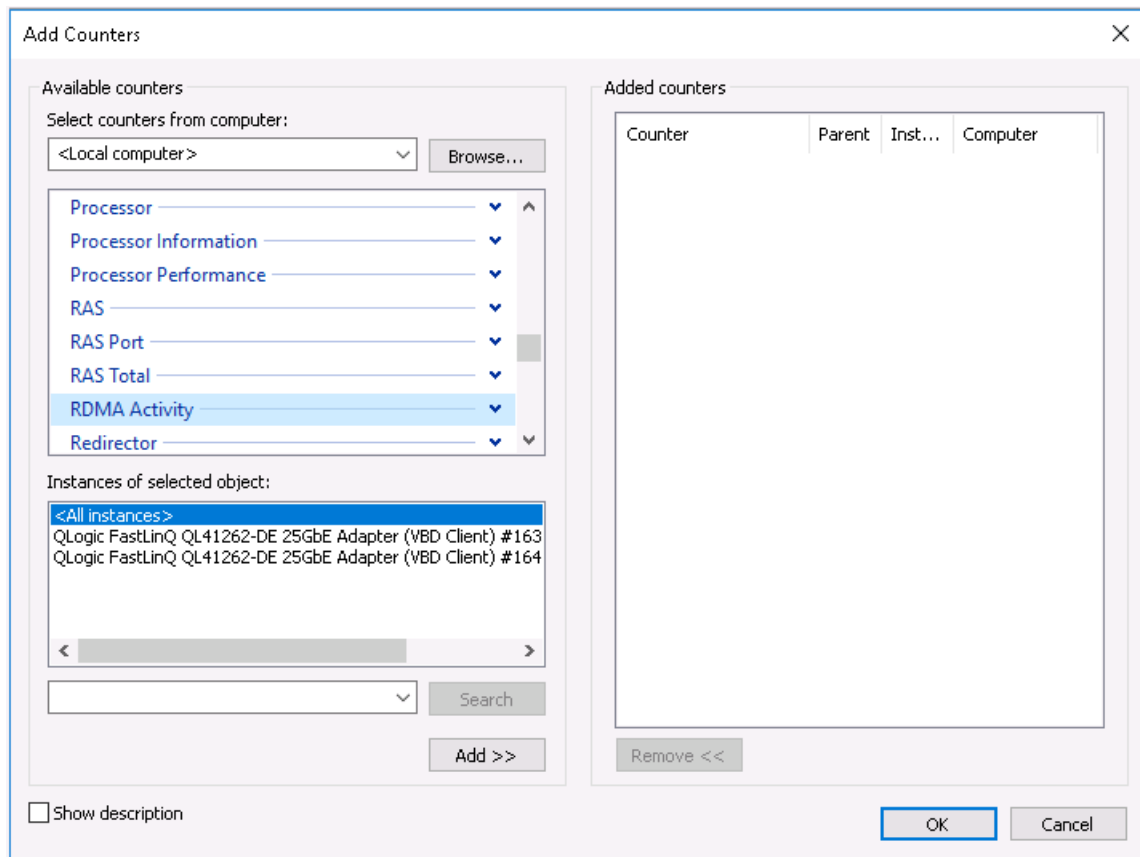 Add Counters
Available counters
Select counters from computer:
<Local computer>
Browse...
Processor
Processor Information
Processor Performance
RAS
RAS Port
RAS Total
RDMA Activity
Redirector
Instances of selected object:
<All instances>
QLogic FastLinQ QL41262-DE 25GbE Adapter (VBD Client) #163
QLogic FastLinQ QL41262-DE 25GbE Adapter (VBD Client) #164
Search
Add >>
Show description
Added counters
Counter Parent Inst... Computer
Remove <<
OK Cancel